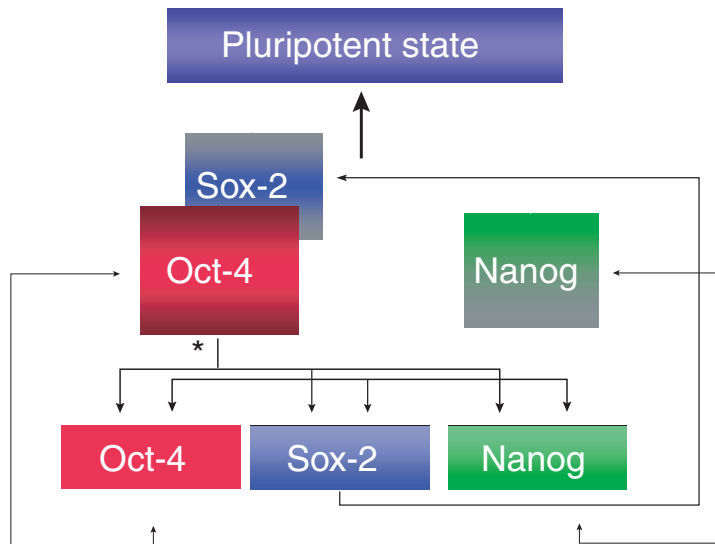 Pluripotent state
Sox-2
Oct-4
Nanog
*
Oct-4
Sox-2
Nanog